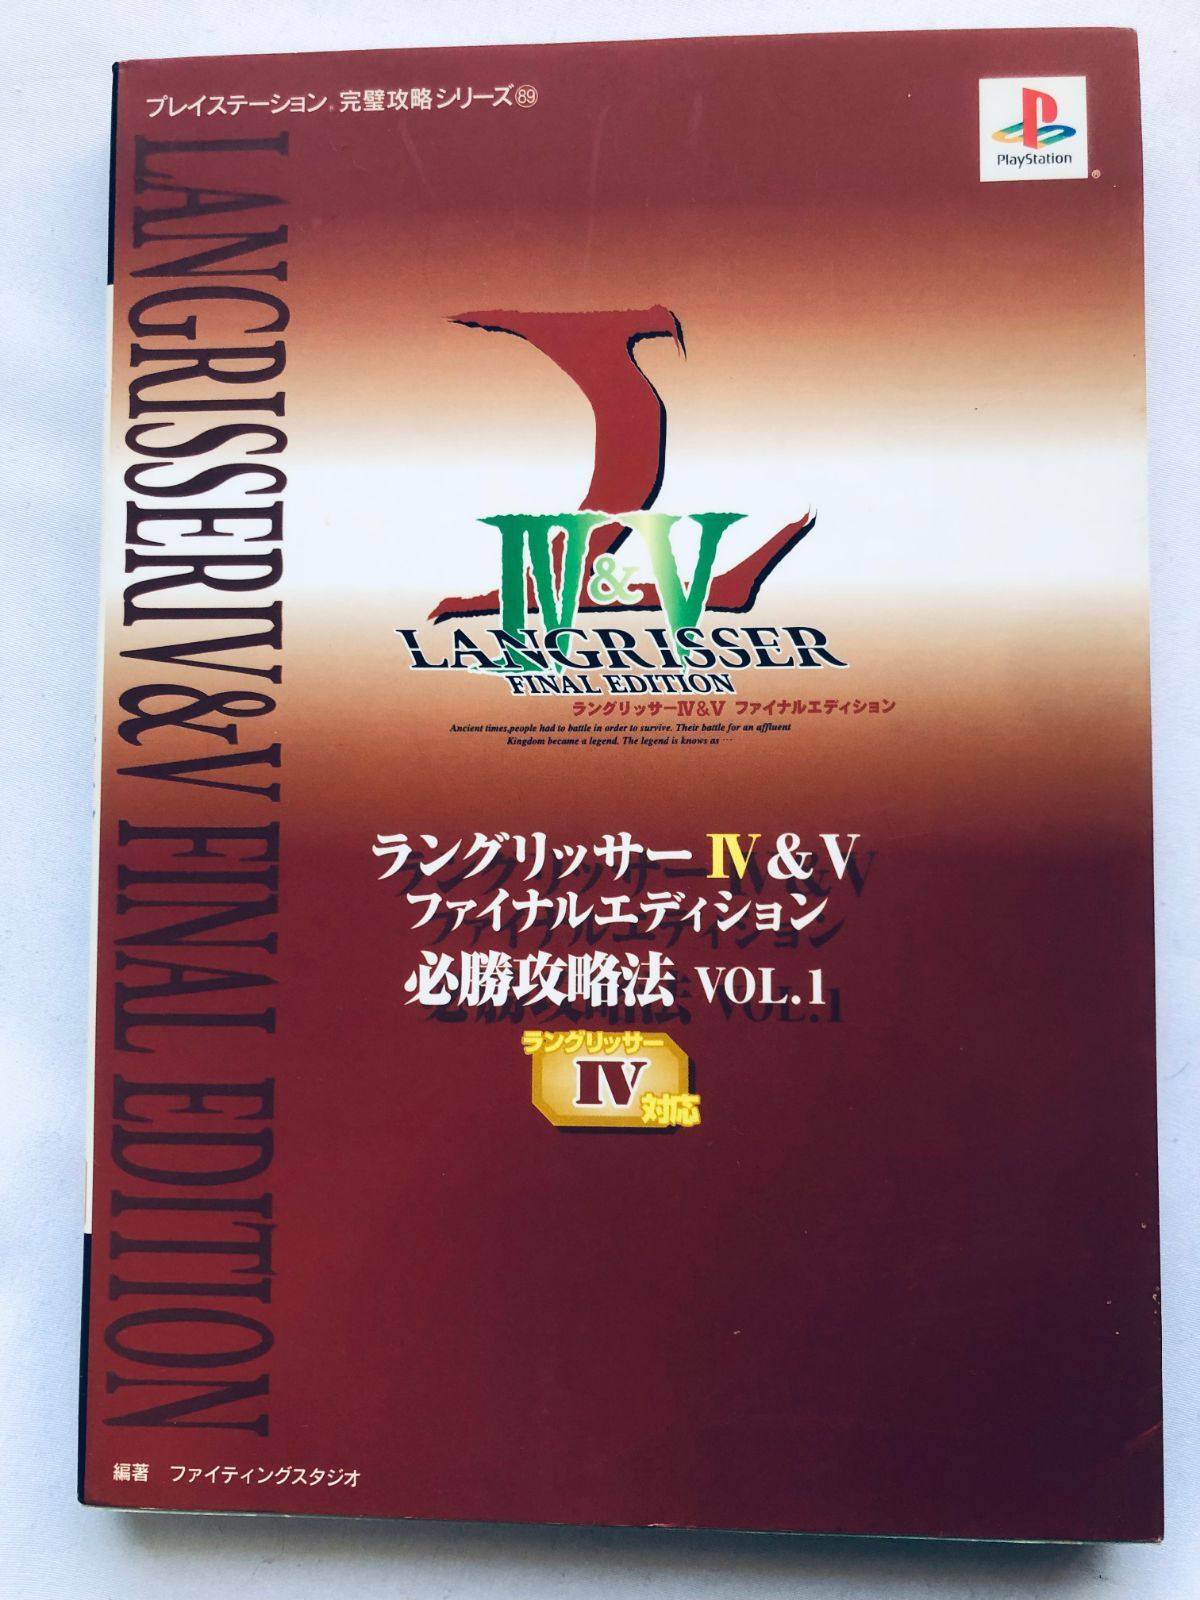 プレイステーション®完璧攻略シリーズ89
PlayStation
®
LANGRISSER IV & V FINAL EDITION
L
IV & V
LANGRISSER
FINAL EDITION
ラングリッサーIV&V ファイナルエディション
Ancient times,people had to battle in order to survive. Their battle for an affluent
Kingdom became a legend. The legend is knows as …
ラングリッサーIV&V
ファイナルエディション
必勝攻略法 VOL.1
ラングリッサー
IV
対応
編著 ファイティングスタジオ